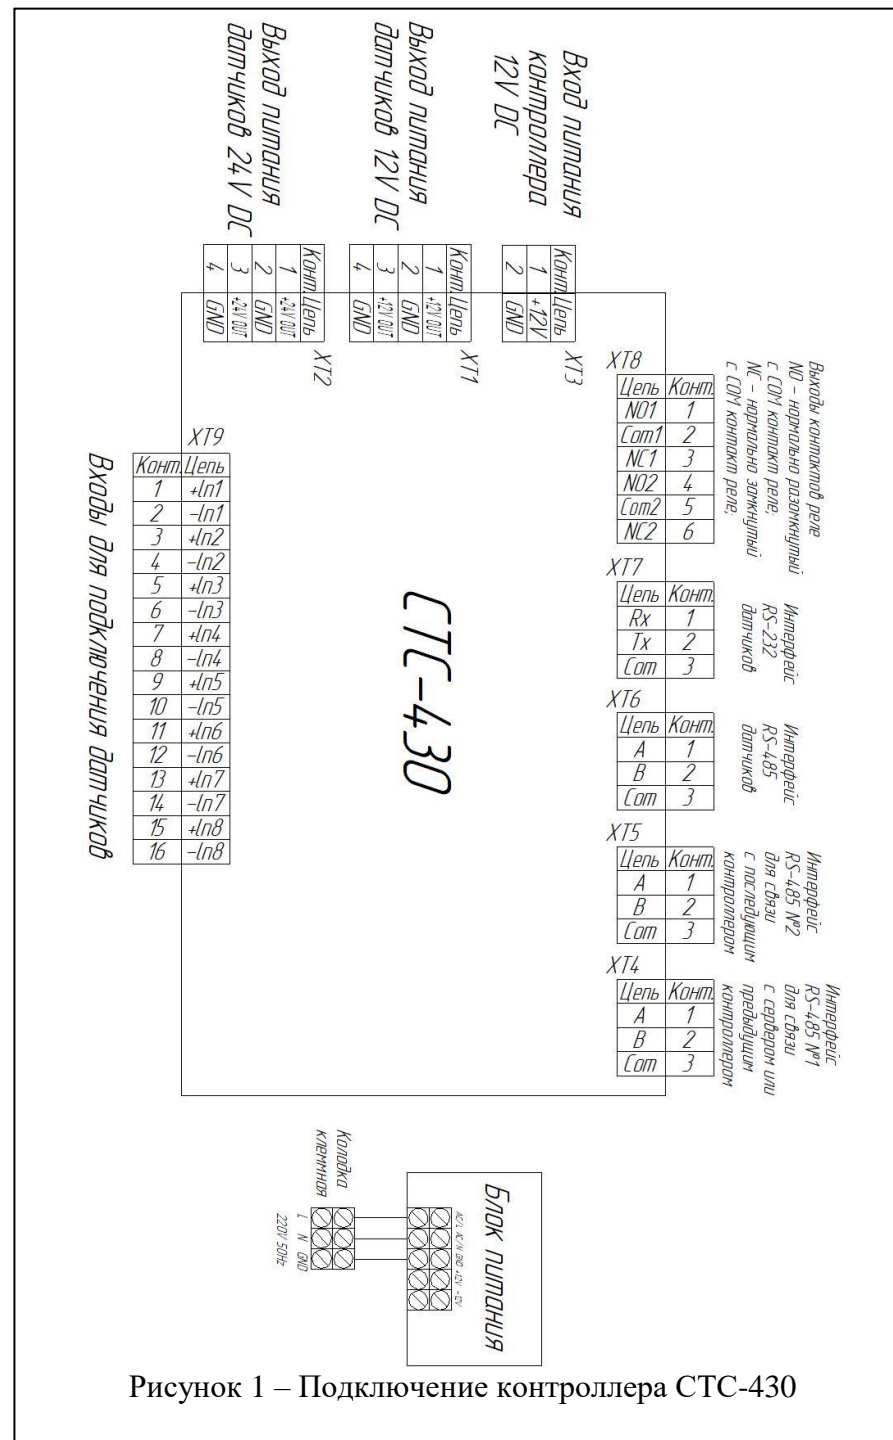 Вход питания
контроллера
12V DC
Выход питания
датчиков 12V DC
Выход питания
датчиков 24V DC
Конт. Цепь
1 +12V
2 GND
XT3
Конт. Цепь
1 +12V OUT
2 GND
3 +12V OUT
4 GND
XT1
Конт. Цепь
1 +24V OUT
2 GND
3 +24V OUT
4 GND
XT2
XT8
Цепь Конт.
NO1 1
Com1 2
NC1 3
NO2 4
Com2 5
NC2 6
Выходы контактов реле
NO – нормально разомкнутый
с COM контакт реле;
NC – нормально замкнутый
с COM контакт реле;
XT7
Цепь Конт.
Rx 1
Tx 2
Com 3
Интерфейс
RS-232
датчиков
XT6
Цепь Конт.
A 1
B 2
Com 3
Интерфейс
RS-485
датчиков
XT5
Цепь Конт.
A 1
B 2
Com 3
Интерфейс
RS-485 №2
для связи
с последующим
контроллером
XT4
Цепь Конт.
A 1
B 2
Com 3
Интерфейс
RS-485 №1
для связи
с сервером или
предыдущим
контроллером
XT9
Конт. Цепь
1 +In1
2 -In1
3 +In2
4 -In2
5 +In3
6 -In3
7 +In4
8 -In4
9 +In5
10 -In5
11 +In6
12 -In6
13 +In7
14 -In7
15 +In8
16 -In8
Входы для подключения датчиков
СТС-430
Блок питания
AC/L AC/N GND +12V -12V
Колодка
клеммная
L N GND
220V 50Hz
Рисунок 1 – Подключение контроллера СТС-430